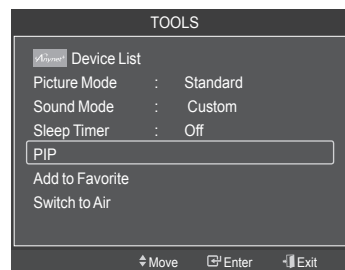 TOOLS
Anynet+ Device List
Picture Mode : Standard
Sound Mode : Custom
Sleep Timer : Off
PIP
Add to Favorite
Switch to Air
Move Enter Exit